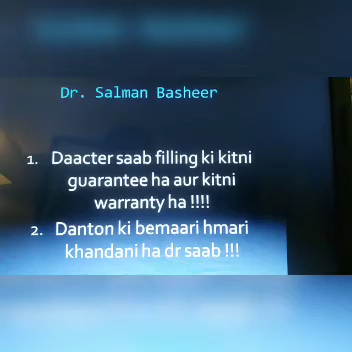 Dr. Salman Basheer
1. Daacter saab filling ki kitni
guarantee ha aur kitni
warranty ha !!!!
2. Danton ki bemaari hmari
khandani ha dr saab !!!